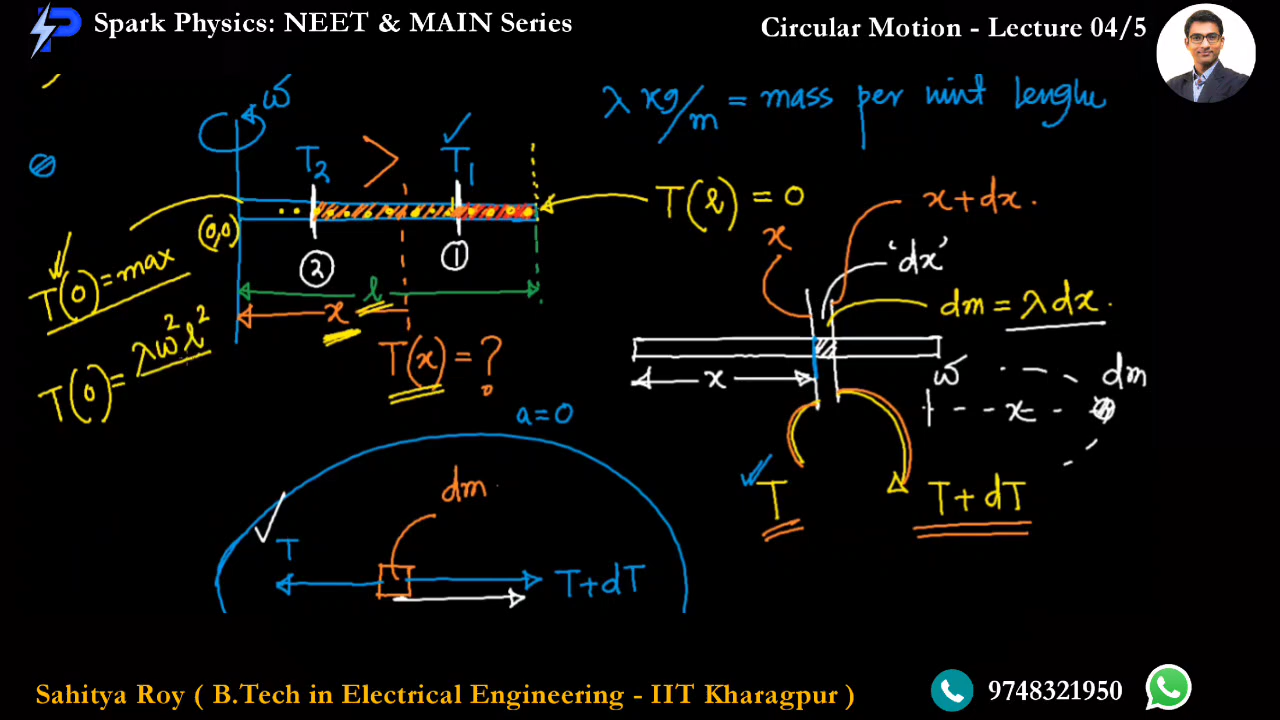 Spark Physics: NEET & MAIN Series
Circular Motion - Lecture 04/5
ω
λ kg/m = mass per unint lengthe
T₂ > T₁
T(l) = 0
x+dx.
x
'dx'
(0,0)
② ①
T(0)=max
l
dm = λdx.
x
T(x) = ?
x
ω
dm
T(0)= λω²l²
x
a=0
dm
T
T+dT
T
T+dT
Sahitya Roy ( B.Tech in Electrical Engineering - IIT Kharagpur )
9748321950